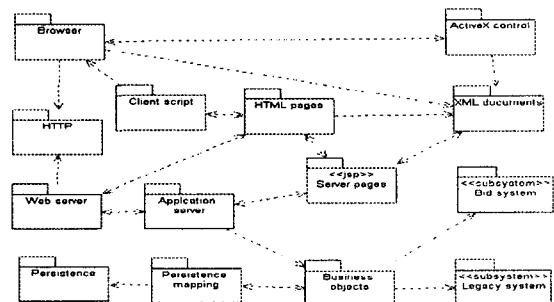 Browser
ActiveX control
Client script
HTML pages
XML documents
HTTP
<<jsp>>
Server pages
<<subsystem>>
Bid system
Web server
Application
server
Persistence
Persistence
mapping
Business
objects
<<subsystem>>
Legacy system